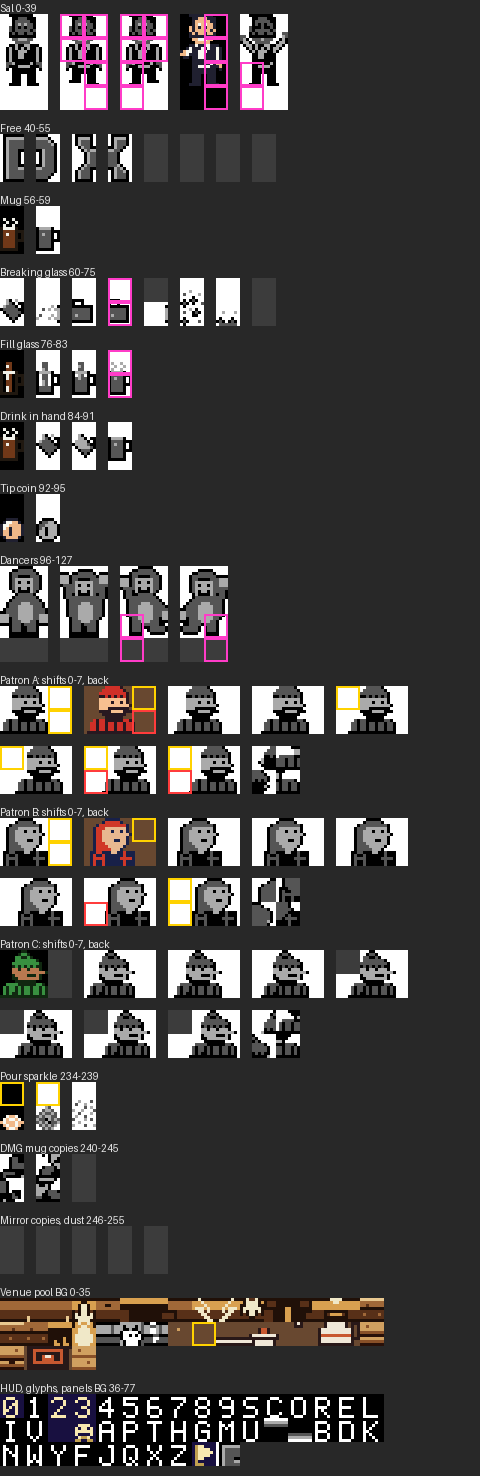 Sal 0-39
Free 40-55
Mug 56-59
Breaking glass 60-75
Fill glass 76-83
Drink in hand 84-91
Tip coin 92-95
Dancers 96-127
Patron A: shifts 0-7, back
Patron B: shifts 0-7, back
Patron C: shifts 0-7, back
Pour sparkle 234-239
DMG mug copies 240-245
Mirror copies, dust 246-255
Venue pool BG 0-35
HUD, glyphs, panels BG 36-77
0123456789SCOREL
IV APTHGMU BDK
NWYFJQXZ